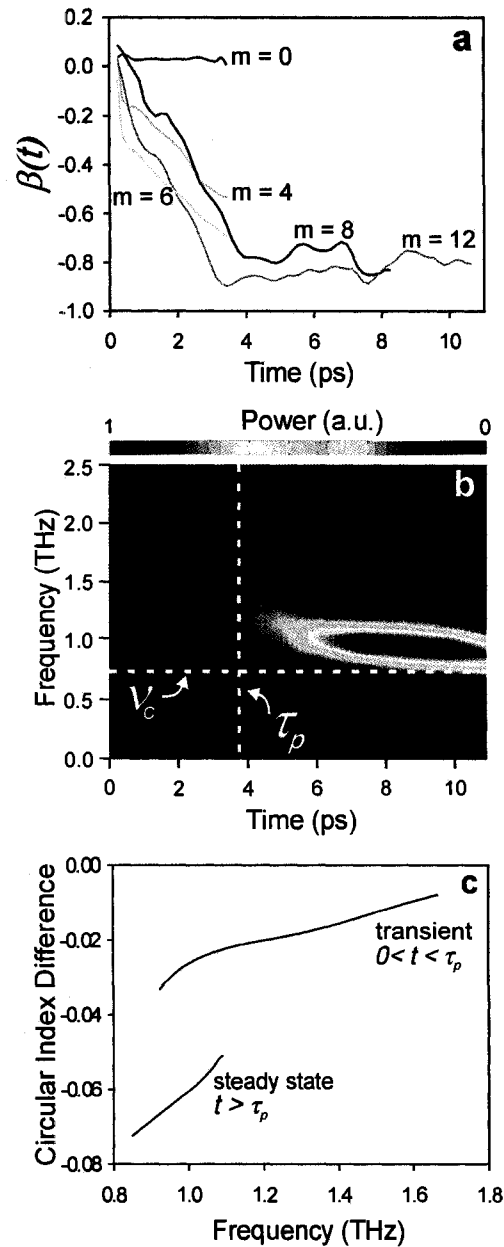 a
0.2
0.0
-0.2
-0.4
-0.6
-0.8
-1.0
β(t)
m = 0
m = 4
m = 6
m = 8
m = 12
0 2 4 6 8 10
Time (ps)
Power (a.u.)
1 0
b
2.5
2.0
1.5
1.0
0.5
0.0
Frequency (THz)
νc
τp
0 2 4 6 8 10
Time (ps)
c
0.00
-0.02
-0.04
-0.06
-0.08
Circular Index Difference
transient
0< t < τp
steady state
t > τp
0.8 1.0 1.2 1.4 1.6 1.8
Frequency (THz)